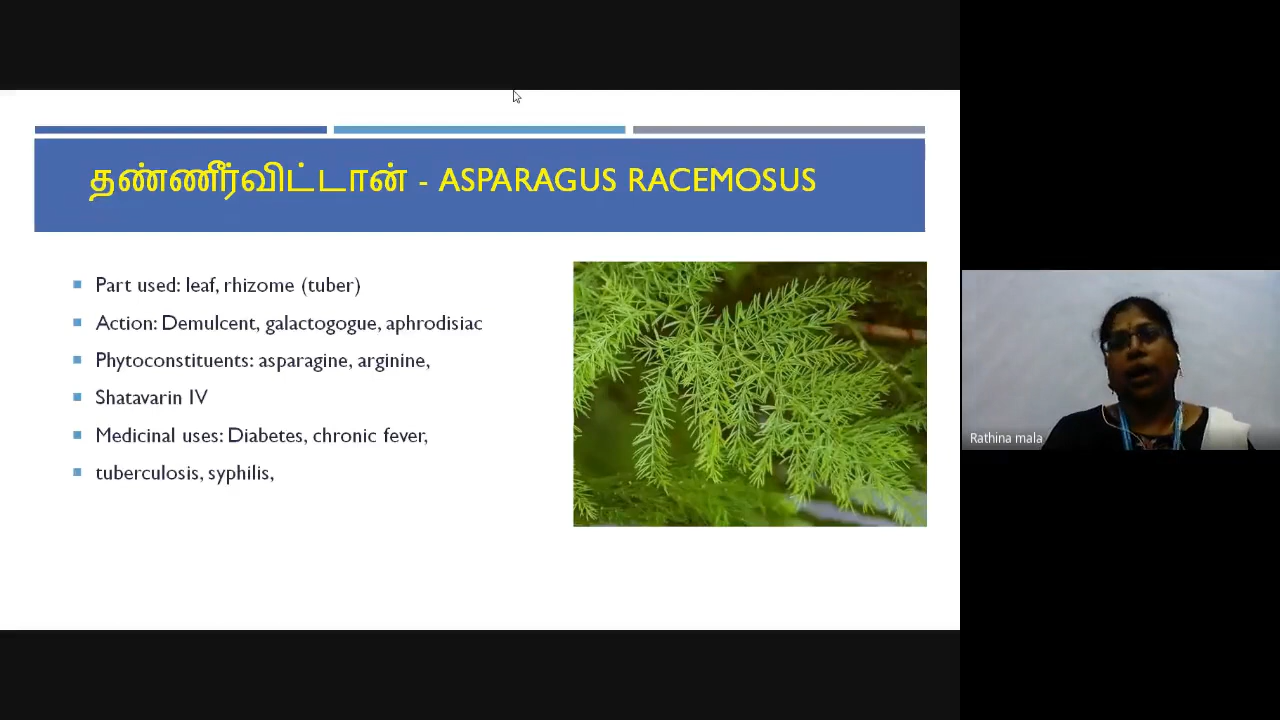 தண்ணீர்விட்டான் - ASPARAGUS RACEMOSUS
Part used: leaf, rhizome (tuber)
Action: Demulcent, galactogogue, aphrodisiac
Phytoconstituents: asparagine, arginine,
Shatavarin IV
Medicinal uses: Diabetes, chronic fever,
tuberculosis, syphilis,
Rathina mala